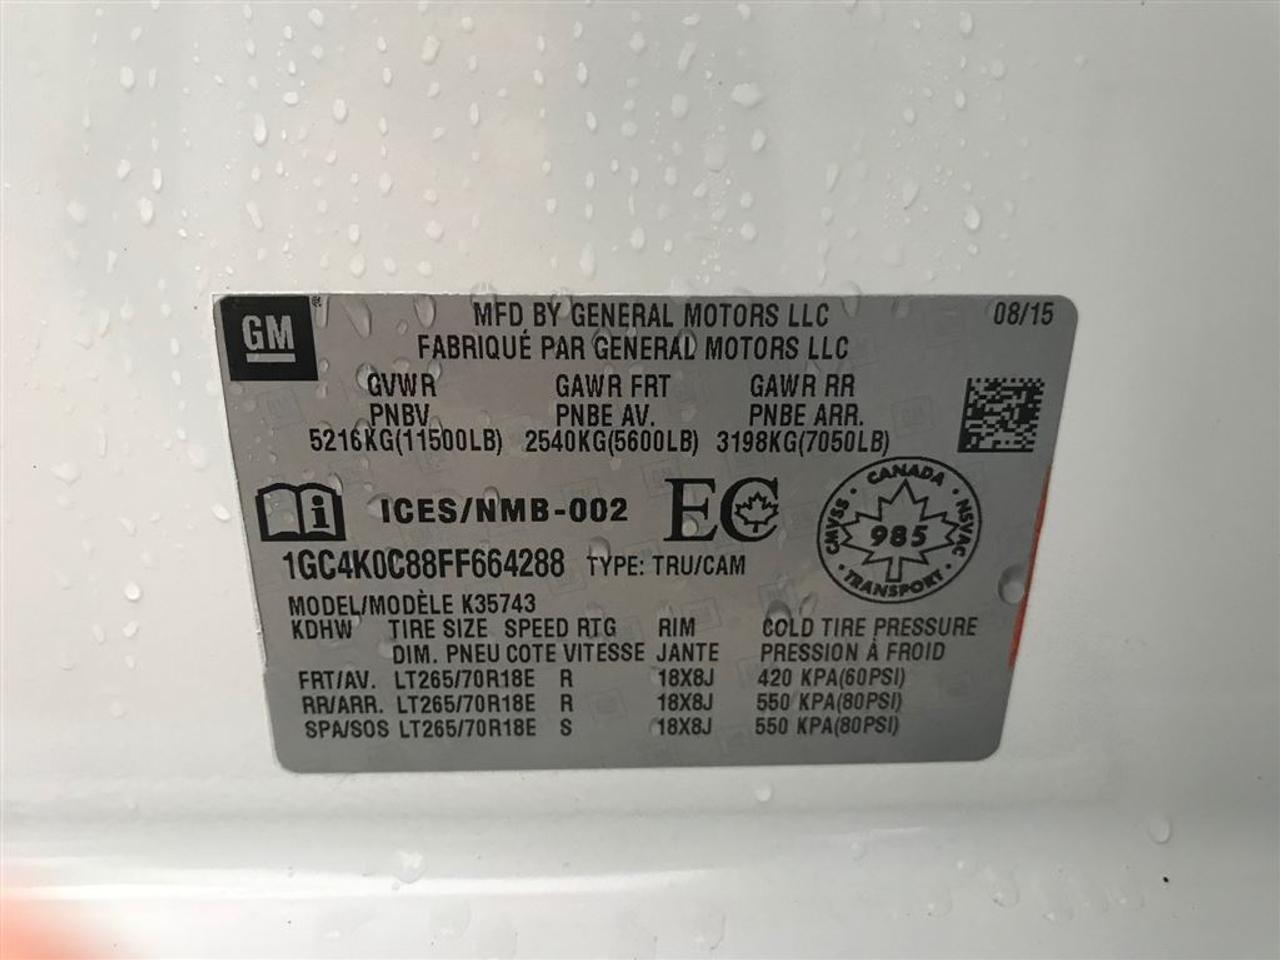 GM ®
MFD BY GENERAL MOTORS LLC 08/15
FABRIQUÉ PAR GENERAL MOTORS LLC
GVWR GAWR FRT GAWR RR
PNBV PNBE AV. PNBE ARR.
5216KG(11500LB) 2540KG(5600LB) 3198KG(7050LB)
i ICES/NMB-002 EC
CANADA
CMVSS • 985 • NSVAC
• TRANSPORT •
1GC4K0C88FF664288 TYPE: TRU/CAM
MODEL/MODÈLE K35743
KDHW TIRE SIZE SPEED RTG RIM COLD TIRE PRESSURE
DIM. PNEU COTE VITESSE JANTE PRESSION À FROID
FRT/AV. LT265/70R18E R 18X8J 420 KPA(60PSI)
RR/ARR. LT265/70R18E R 18X8J 550 KPA(80PSI)
SPA/SOS LT265/70R18E S 18X8J 550 KPA(80PSI)